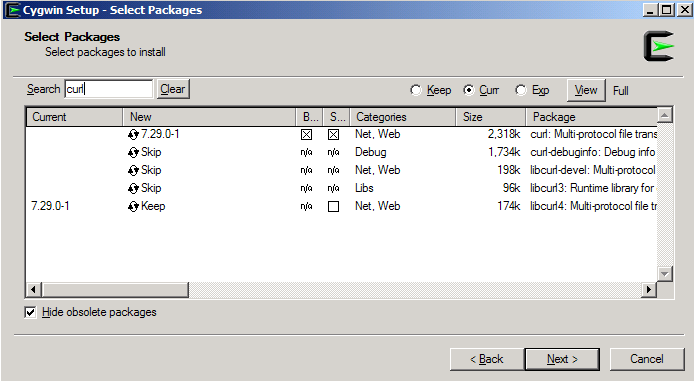 Cygwin Setup - Select Packages
Select Packages
Select packages to install
Search curl Clear Keep Curr Exp View Full
Current New B... S... Categories Size Package
7.29.0-1 Net, Web 2,318k curl: Multi-protocol file trans
Skip n/a n/a Debug 1,734k curl-debuginfo: Debug info
Skip n/a n/a Net, Web 198k libcurl-devel: Multi-protocol
Skip n/a n/a Libs 96k libcurl3: Runtime library for
7.29.0-1 Keep n/a Net, Web 174k libcurl4: Multi-protocol file tr
Hide obsolete packages
< Back Next > Cancel